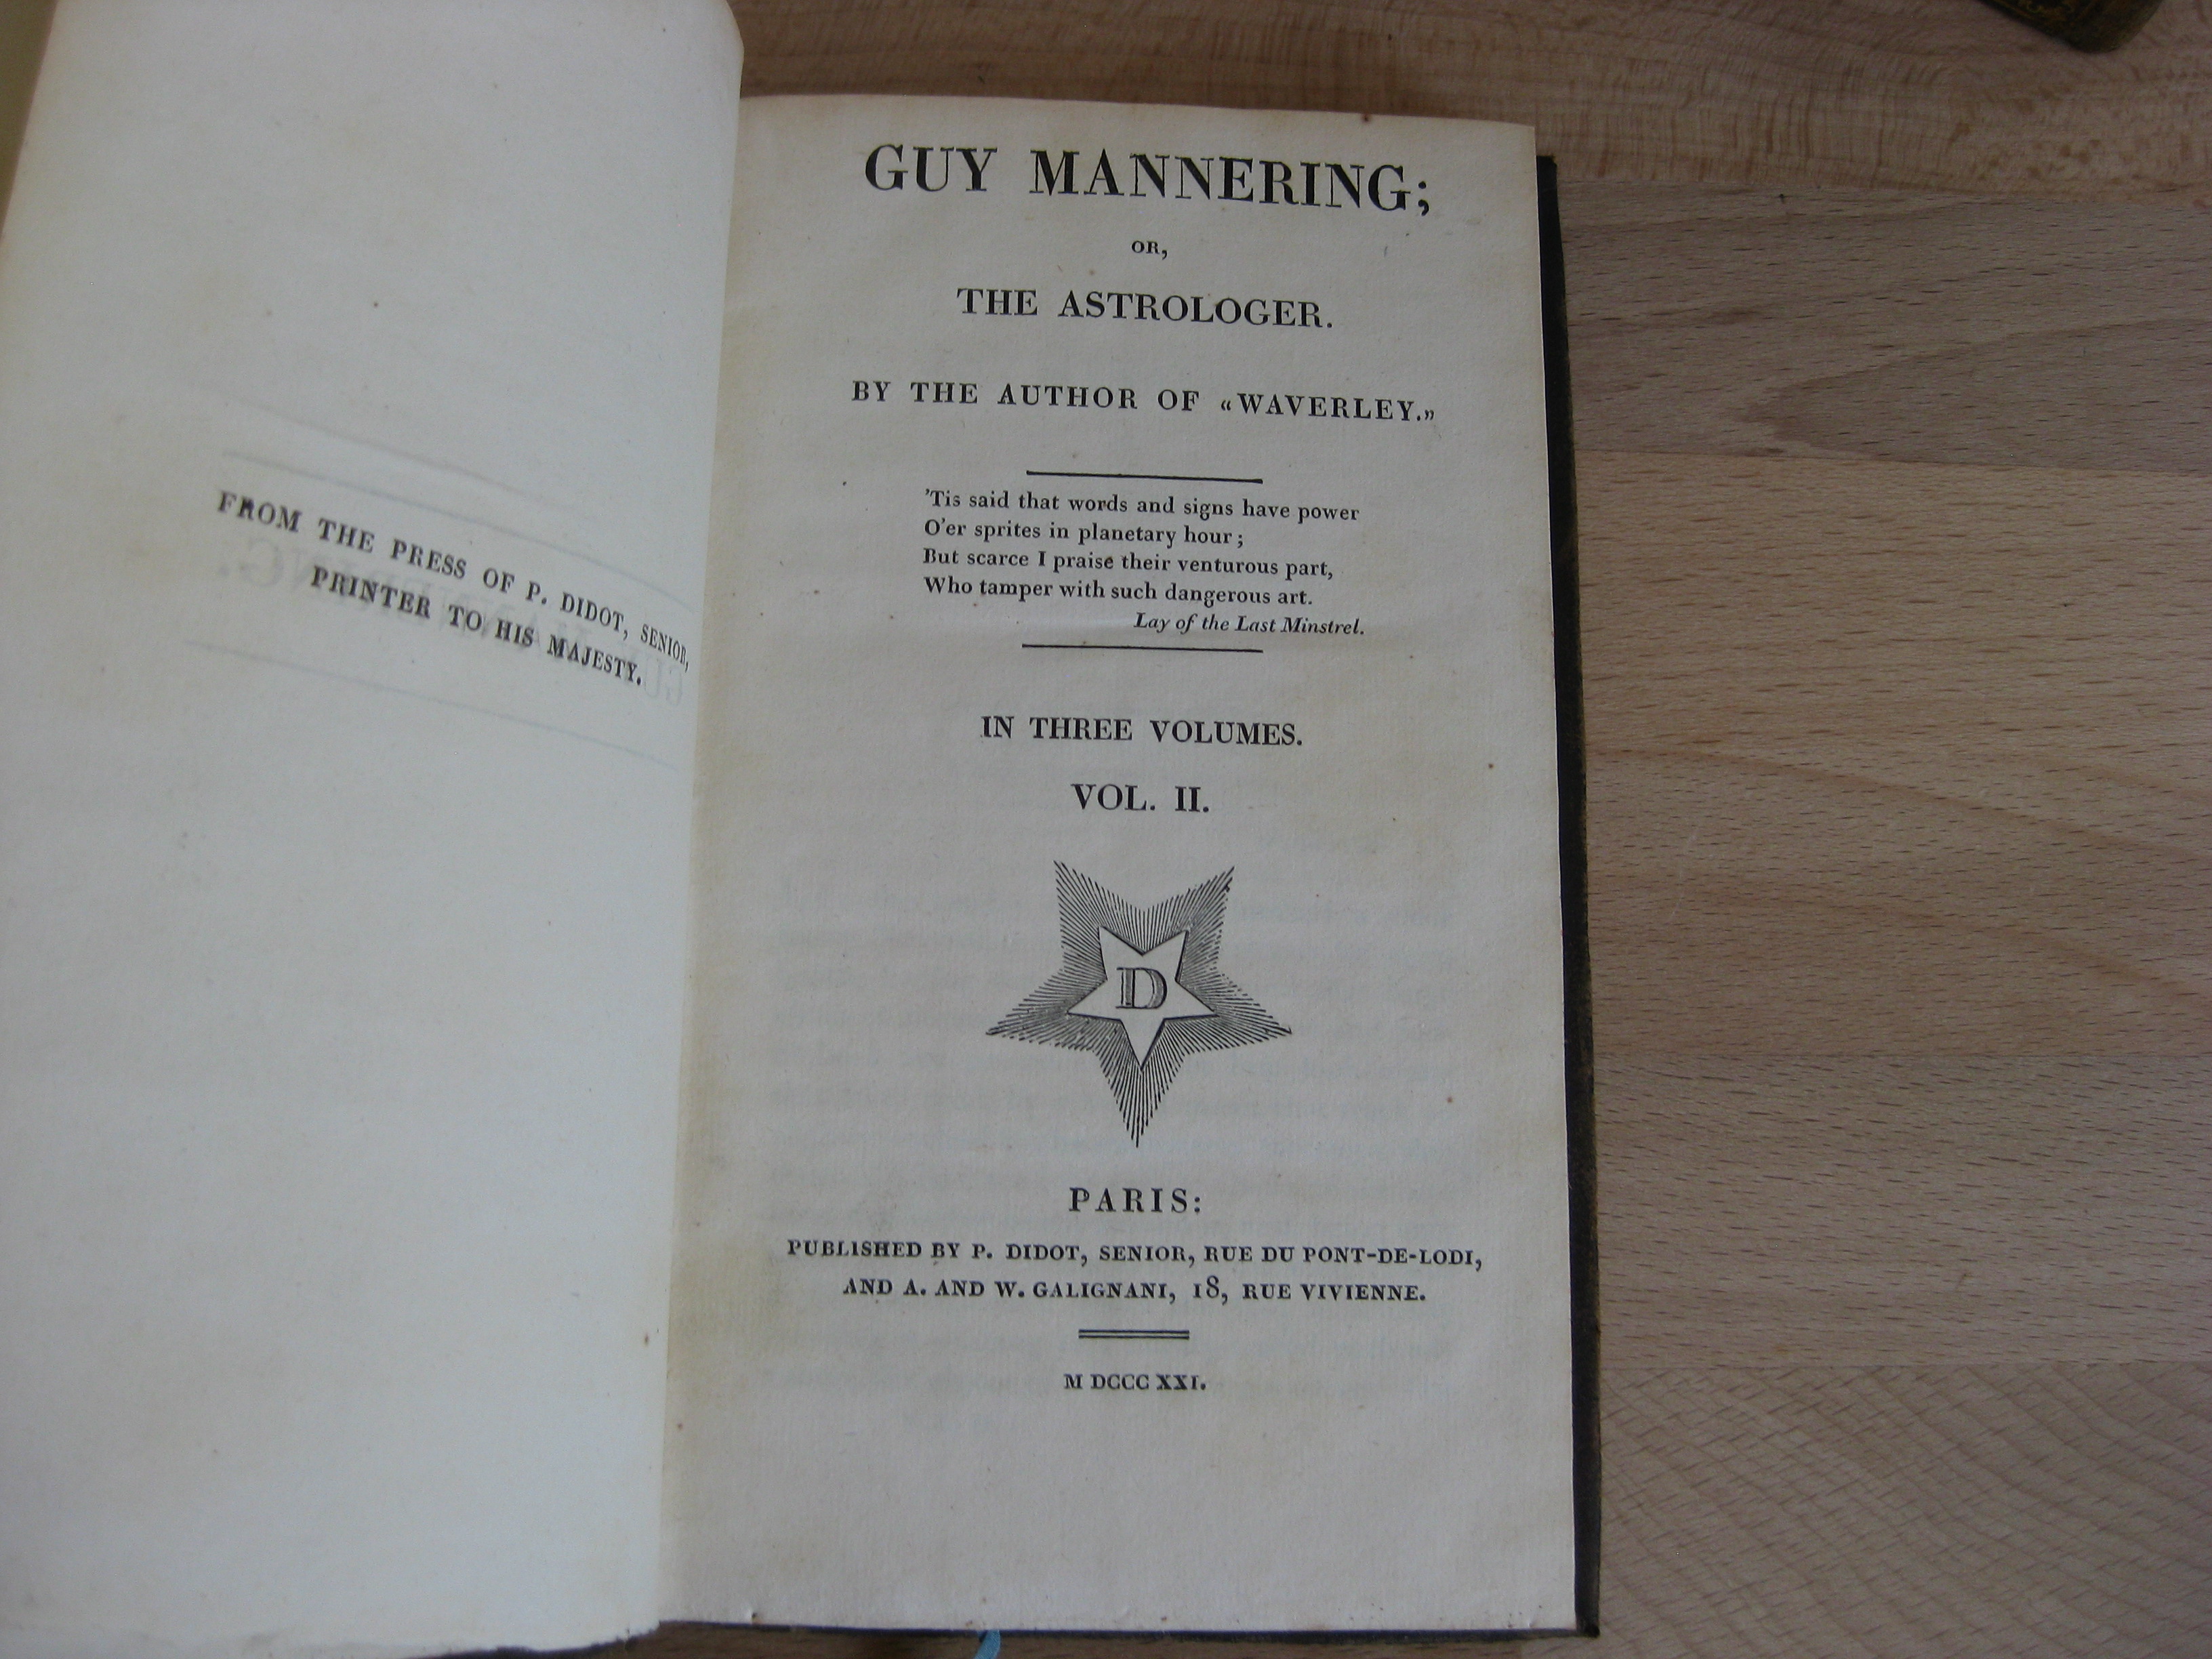 FROM THE PRESS OF P. DIDOT, SENIOR,
PRINTER TO HIS MAJESTY.
GUY MANNERING;
OR,
THE ASTROLOGER.
BY THE AUTHOR OF «WAVERLEY.»
'Tis said that words and signs have power
O'er sprites in planetary hour;
But scarce I praise their venturous part,
Who tamper with such dangerous art.
Lay of the Last Minstrel.
IN THREE VOLUMES.
VOL. II.
D
PARIS:
PUBLISHED BY P. DIDOT, SENIOR, RUE DU PONT-DE-LODI,
AND A. AND W. GALIGNANI, 18, RUE VIVIENNE.
M DCCC XXI.